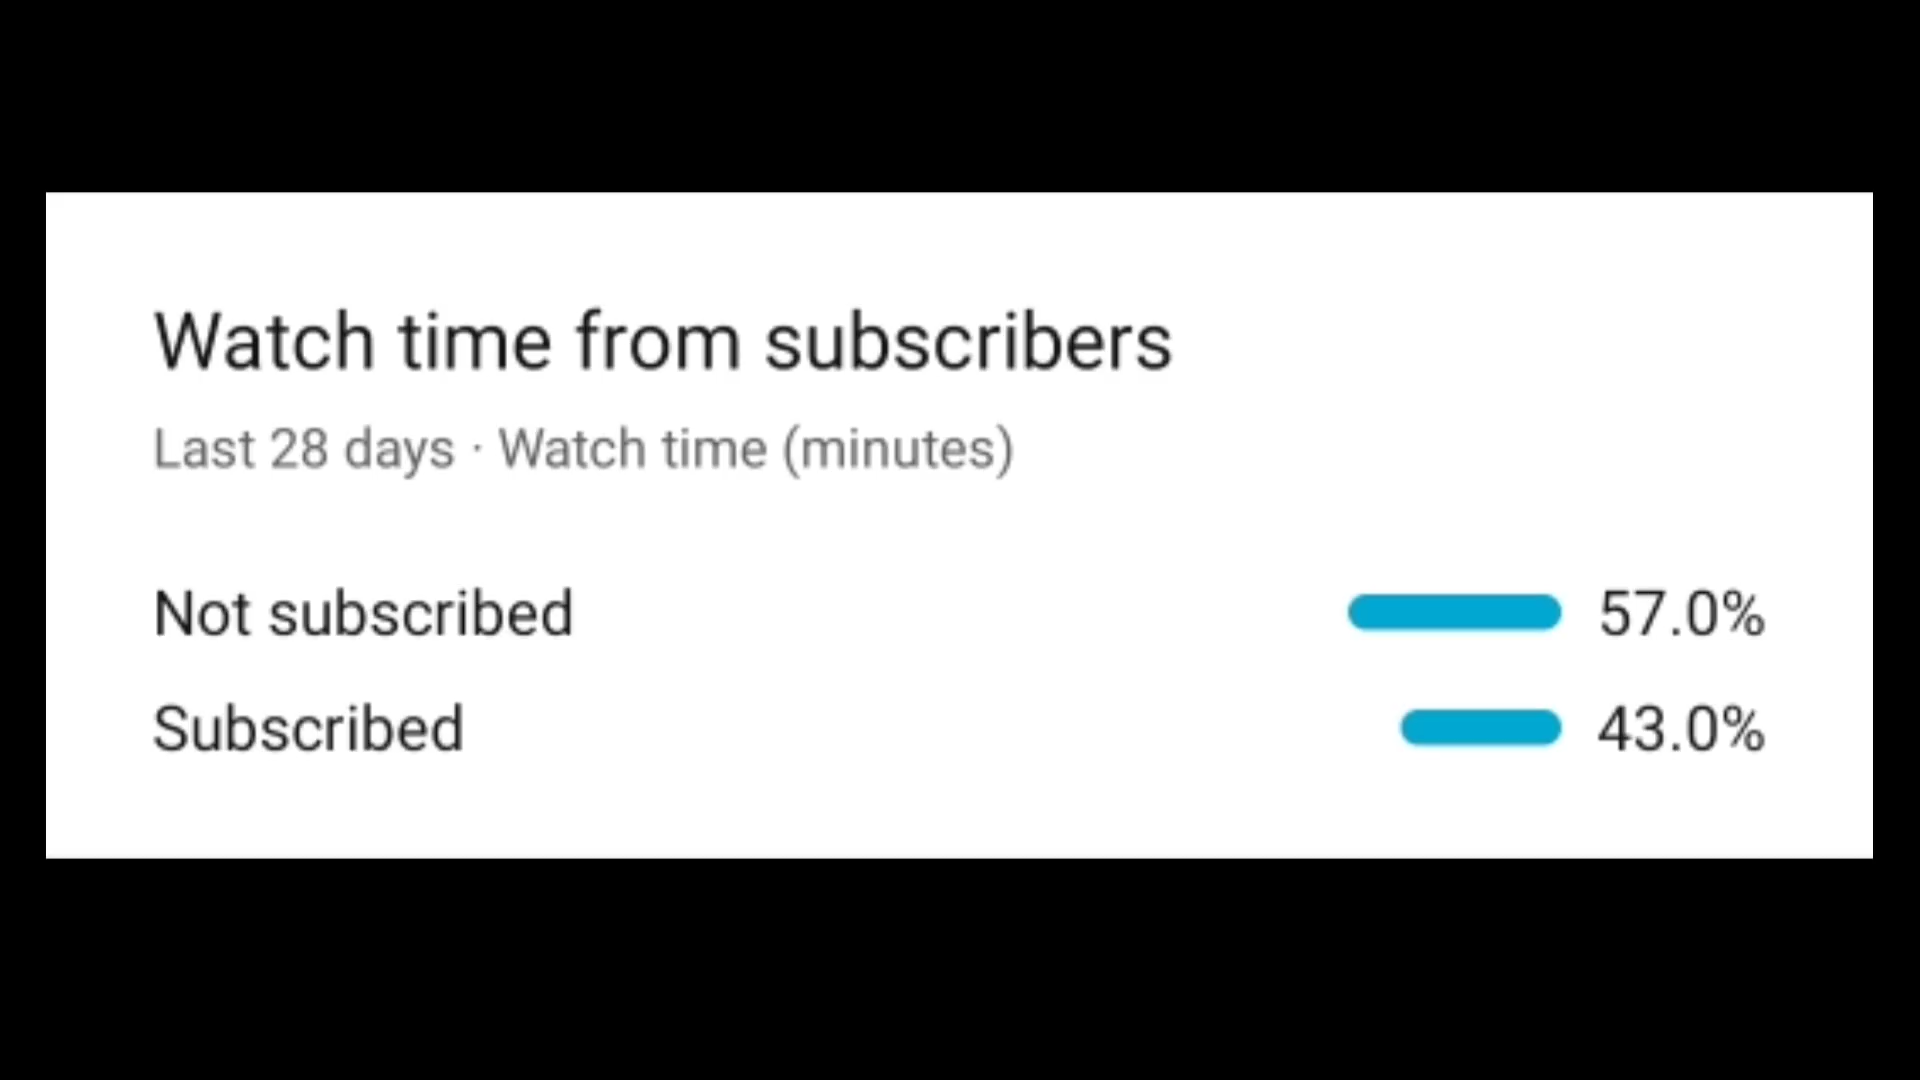 Watch time from subscribers
Last 28 days · Watch time (minutes)
Not subscribed 57.0%
Subscribed 43.0%